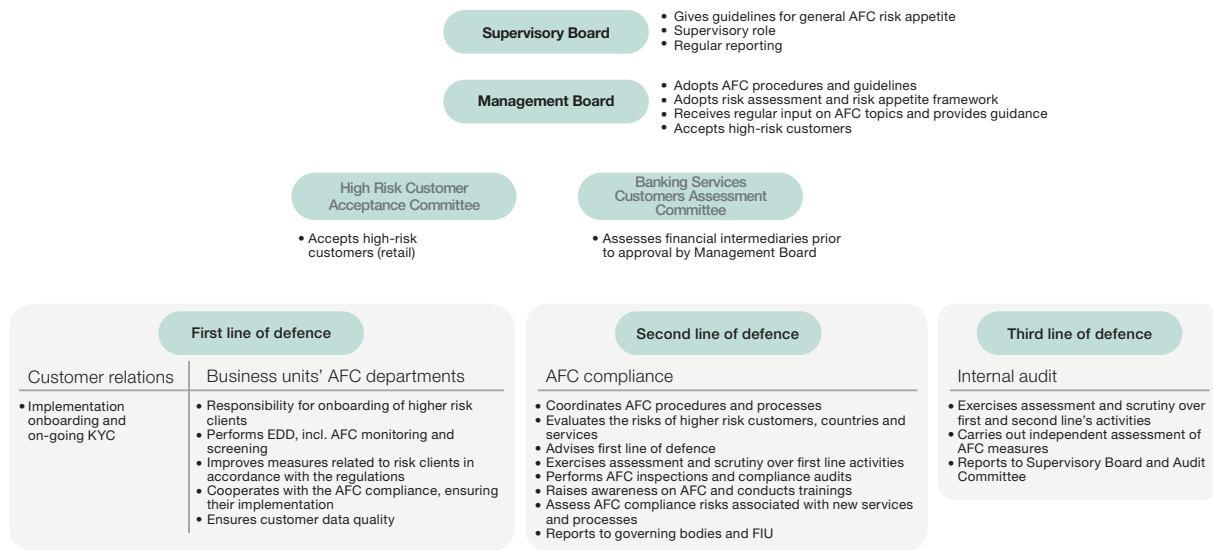 Supervisory Board
• Gives guidelines for general AFC risk appetite
• Supervisory role
• Regular reporting
Management Board
• Adopts AFC procedures and guidelines
• Adopts risk assessment and risk appetite framework
• Receives regular input on AFC topics and provides guidance
• Accepts high-risk customers
High Risk Customer
Acceptance Committee
• Accepts high-risk
customers (retail)
Banking Services
Customers Assessment
Committee
• Assesses financial intermediaries prior
to approval by Management Board
First line of defence
Customer relations
• Implementation
onboarding and
on-going KYC
Business units’ AFC departments
• Responsibility for onboarding of higher risk
clients
• Performs EDD, incl. AFC monitoring and
screening
• Improves measures related to risk clients in
accordance with the regulations
• Cooperates with the AFC compliance, ensuring
their implementation
• Ensures customer data quality
Second line of defence
AFC compliance
• Coordinates AFC procedures and processes
• Evaluates the risks of higher risk customers, countries and
services
• Advises first line of defence
• Exercises assessment and scrutiny over first line activities
• Performs AFC inspections and compliance audits
• Raises awareness on AFC and conducts trainings
• Assess AFC compliance risks associated with new services
and processes
• Reports to governing bodies and FIU
Third line of defence
Internal audit
• Exercises assessment and scrutiny over
first and second line’s activities
• Carries out independent assessment of
AFC measures
• Reports to Supervisory Board and Audit
Committee